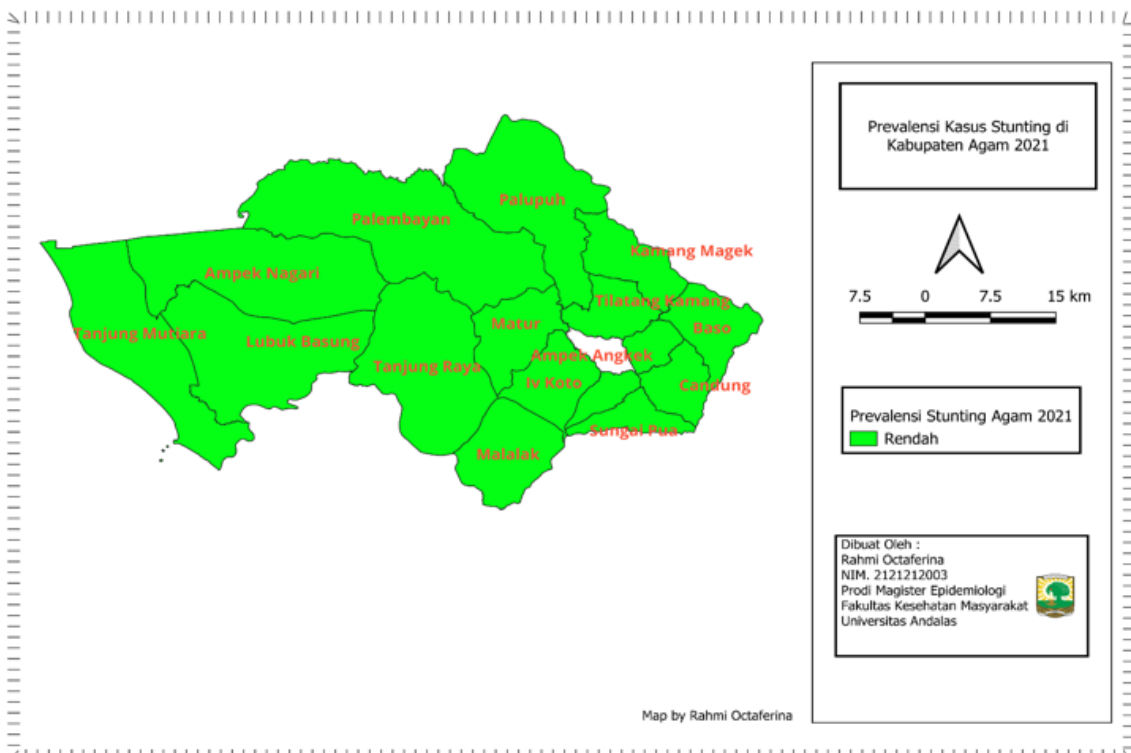 Palupuh
Palembayan
Kamang Magek
Ampek Nagari
Tilatang Kamang
Matur
Baso
Tanjung Mutiara
Lubuk Basung
Ampek Angkek
Tanjung Raya
Iv Koto
Candung
Sungai Pua
Malalak
Map by Rahmi Octaferina
Prevalensi Kasus Stunting di
Kabupaten Agam 2021
7.5 0 7.5 15 km
Prevalensi Stunting Agam 2021
Rendah
Dibuat Oleh :
Rahmi Octaferina
NIM. 2121212003
Prodi Magister Epidemiologi
Fakultas Kesehatan Masyarakat
Universitas Andalas